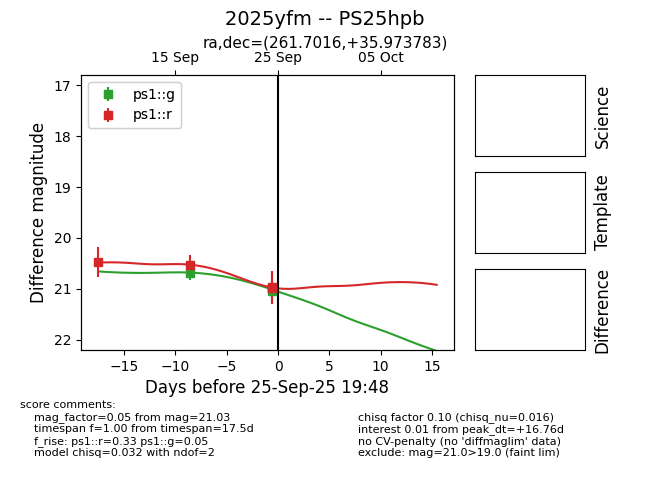 2025yfm -- PS25hpb
ra,dec=(261.7016,+35.973783)
15 Sep 25 Sep 05 Oct
17
18
19
20
21
22
Difference magnitude
ps1::g
ps1::r
−15 −10 −5 0 5 10 15
Days before 25-Sep-25 19:48
Science
Template
Difference
score comments:
mag_factor=0.05 from mag=21.03
timespan f=1.00 from timespan=17.5d
f_rise: ps1::r=0.33 ps1::g=0.05
model chisq=0.032 with ndof=2
chisq factor 0.10 (chisq_nu=0.016)
interest 0.01 from peak_dt=+16.76d
no CV-penalty (no 'diffmaglim' data)
exclude: mag=21.0>19.0 (faint lim)